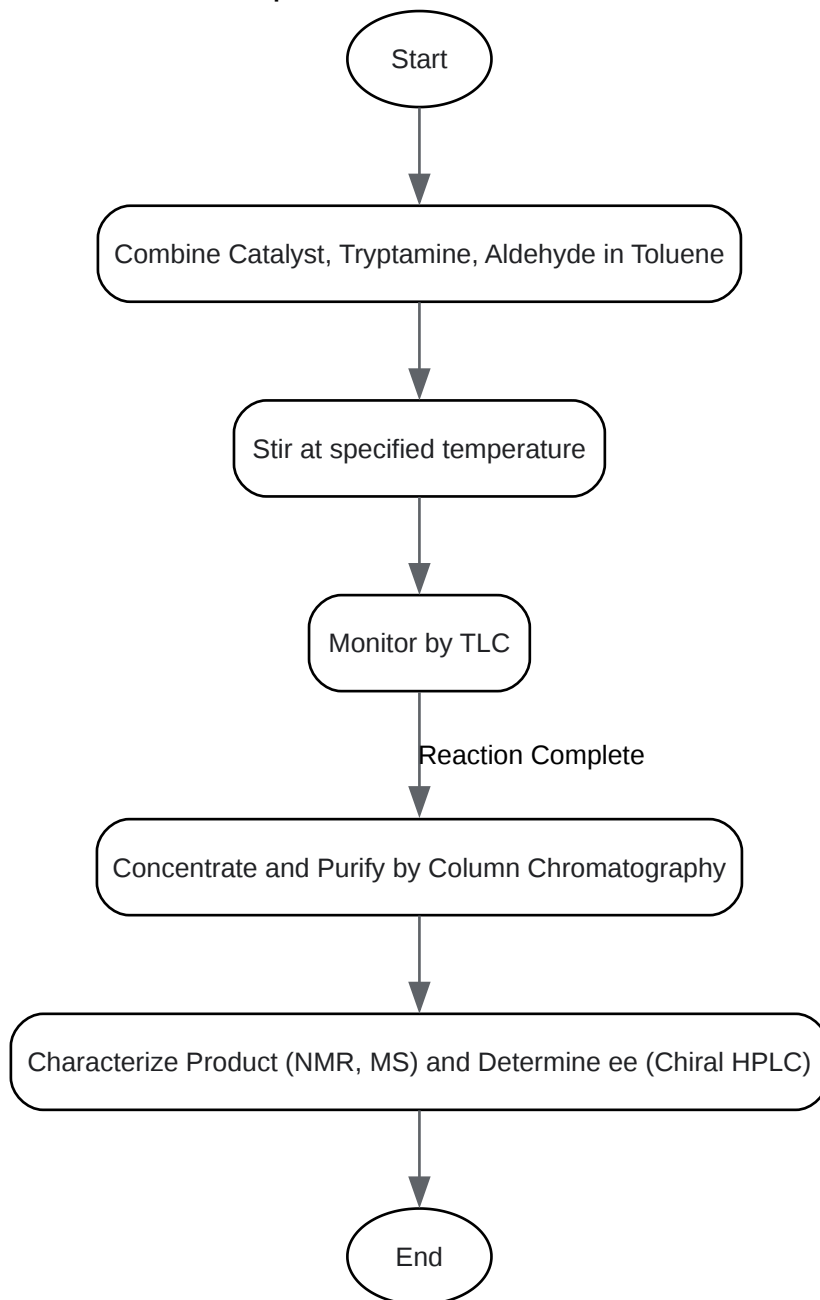 Start
Combine Catalyst, Tryptamine, Aldehyde in Toluene
Stir at specified temperature
Monitor by TLC
Reaction Complete
Concentrate and Purify by Column Chromatography
Characterize Product (NMR, MS) and Determine ee (Chiral HPLC)
End